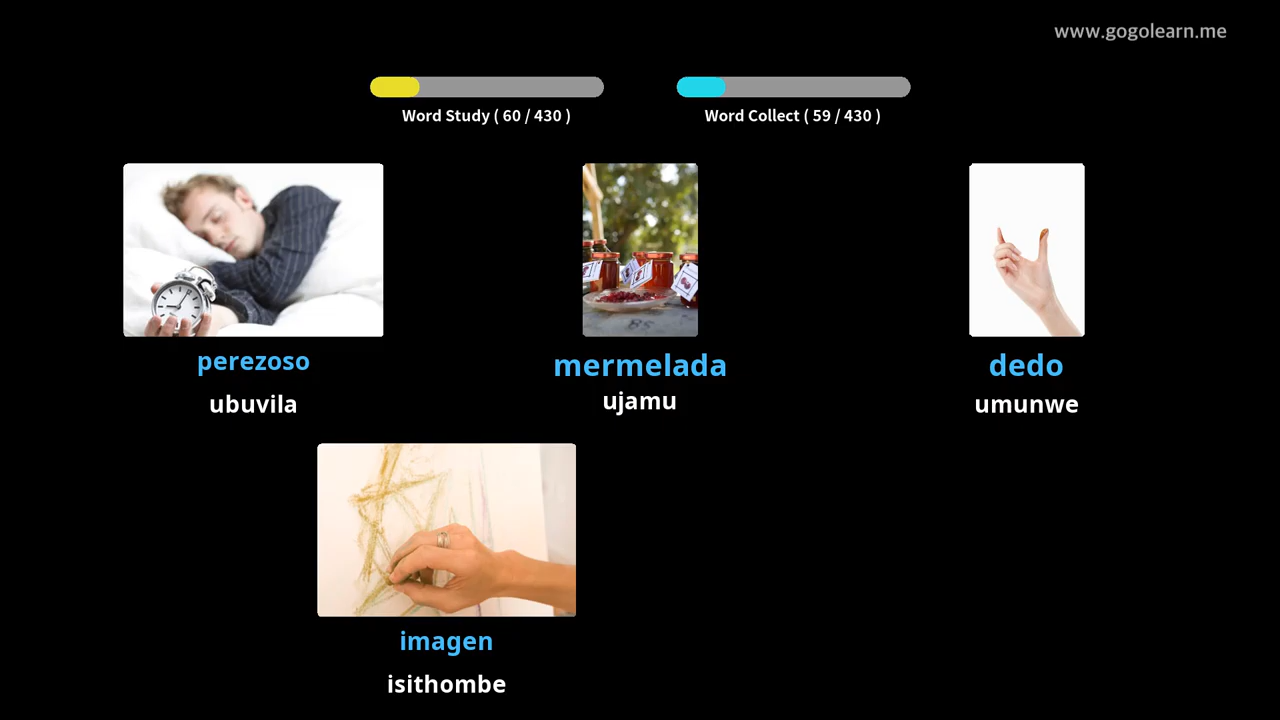 www.gogolearn.me
Word Study ( 60 / 430 )
Word Collect ( 59 / 430 )
perezoso
ubuvila
mermelada
ujamu
dedo
umunwe
imagen
isithombe